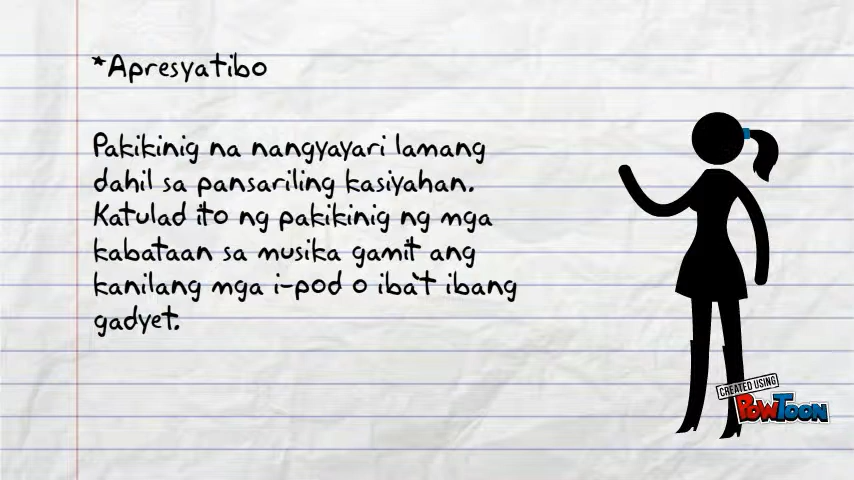 *Apresyatibo
Pakikinig na nangyayari lamang
dahil sa pansariling kasiyahan.
Katulad ito ng pakikinig ng mga
kabataan sa musika gamit ang
kanilang mga i-pod o iba't ibang
gadyet.
CREATED USING
POWTOON